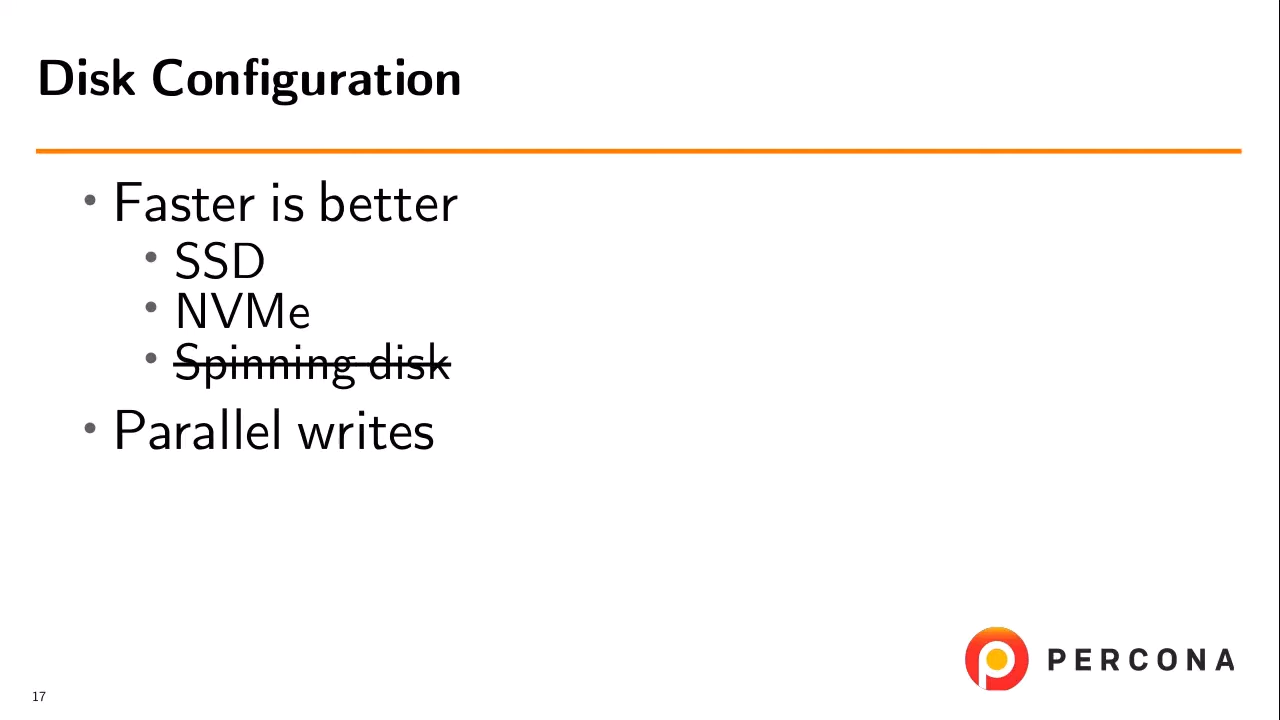 Disk Configuration
• Faster is better
• SSD
• NVMe
• Spinning disk
• Parallel writes
PERCONA
17